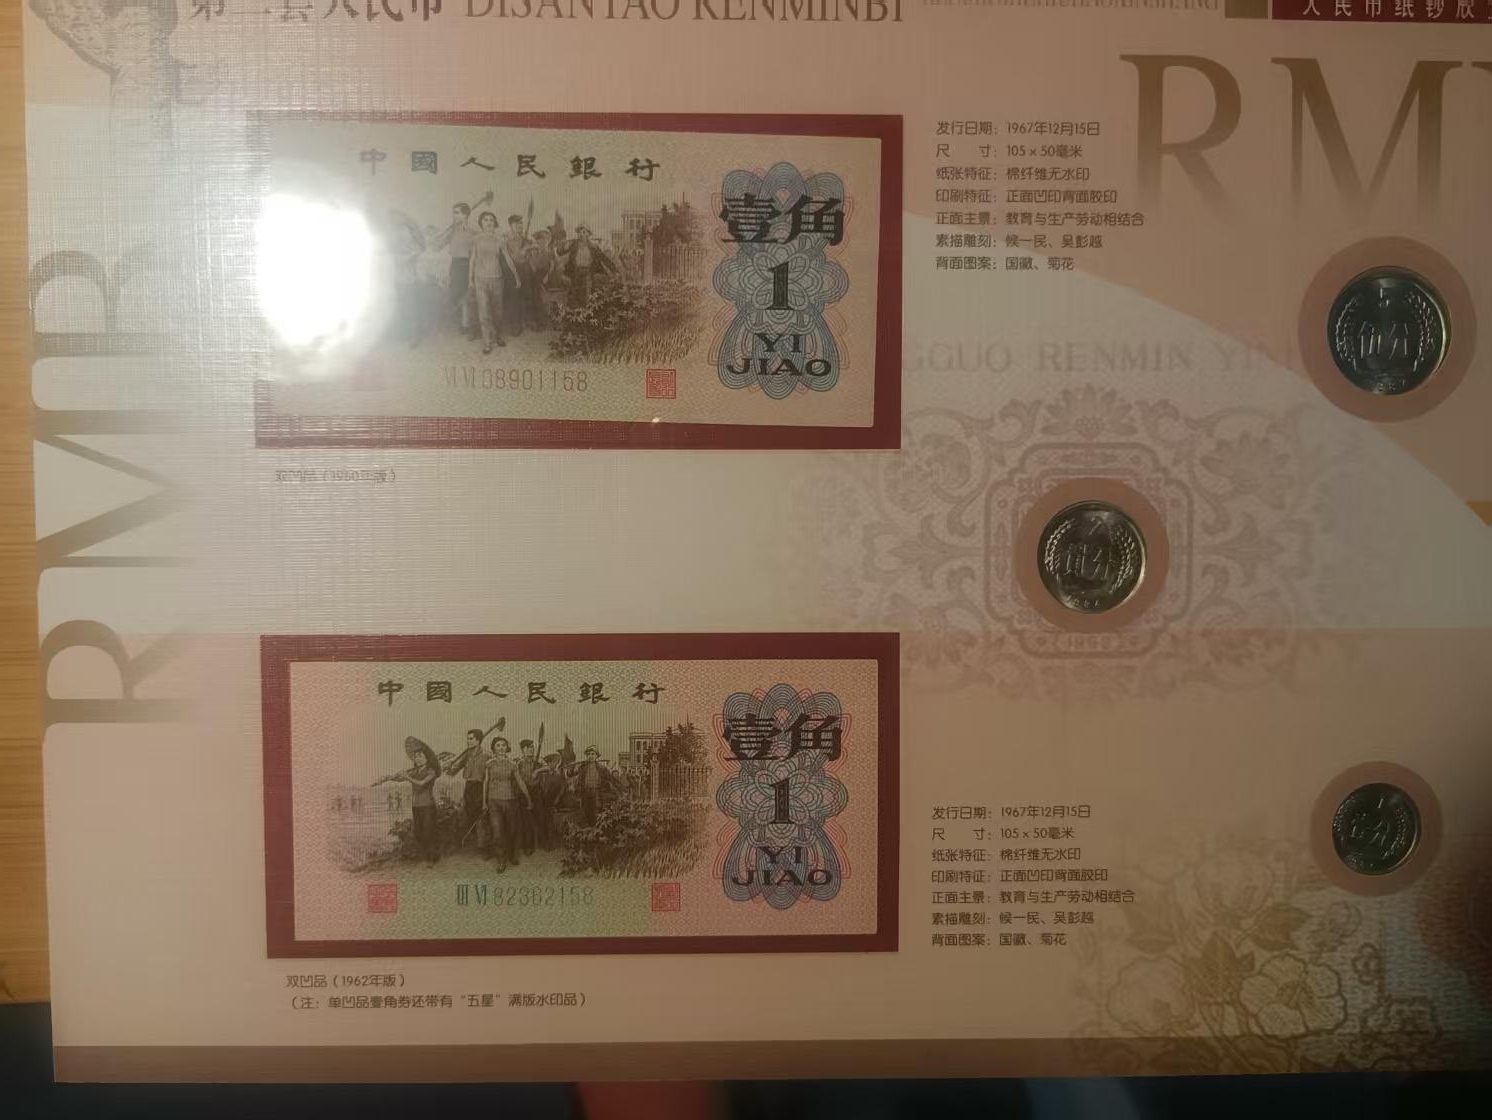 第三套人民币 DISANTAO RENMINBI
人民币纸钞欣
RMB
RM
中國人民銀行
壹角
1
YI
JIAO
VI VI 08901158
发行日期：1967年12月15日
尺 寸：105×50毫米
纸张特征：棉纤维无水印
印刷特征：正面凹印背面胶印
正面主景：教育与生产劳动相结合
素描雕刻：候一民、吴彭越
背面图案：国徽、菊花
5
伍分
GGUO RENMIN YIN
2
贰分
中國人民銀行
壹角
1
YI
JIAO
III VI 82362158
发行日期：1967年12月15日
尺 寸：105×50毫米
纸张特征：棉纤维无水印
印刷特征：正面凹印背面胶印
正面主景：教育与生产劳动相结合
素描雕刻：候一民、吴彭越
背面图案：国徽、菊花
1
壹分
双凹品（1962年版）
（注：单凹品壹角券还带有“五星”满版水印品）